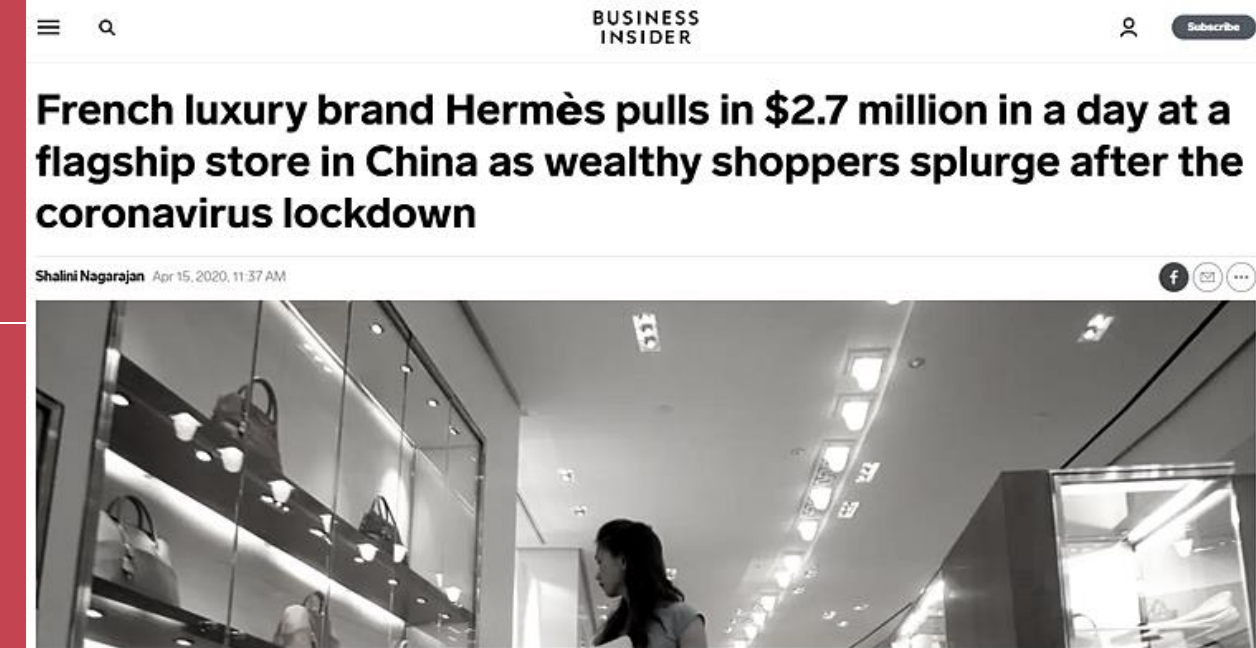 BUSINESS
INSIDER
Subscribe
French luxury brand Hermès pulls in $2.7 million in a day at a
flagship store in China as wealthy shoppers splurge after the
coronavirus lockdown
Shalini Nagarajan Apr 15, 2020, 11:37 AM